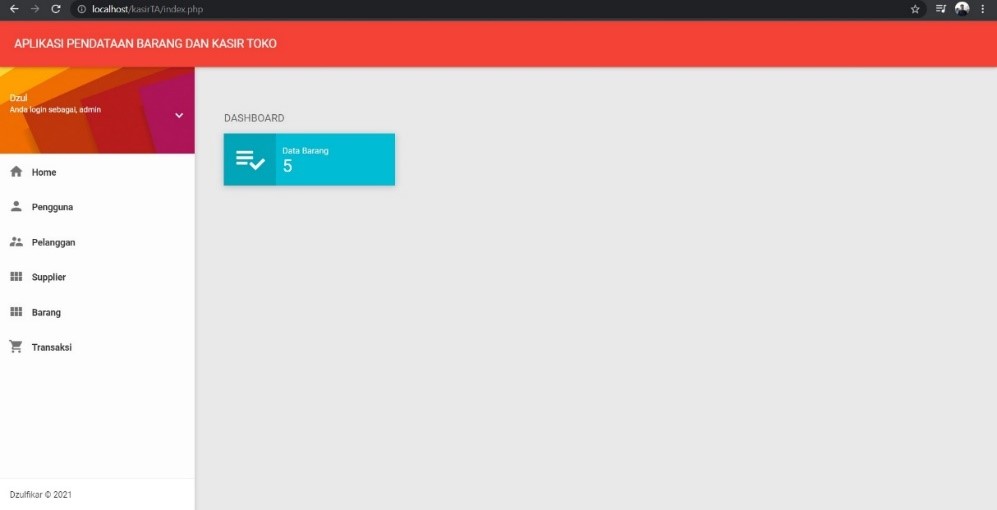 localhost/kasirTA/index.php
APLIKASI PENDATAAN BARANG DAN KASIR TOKO
Dzul
Anda login sebagai, admin
Home
Pengguna
Pelanggan
Supplier
Barang
Transaksi
Dzulfikar © 2021
DASHBOARD
Data Barang
5